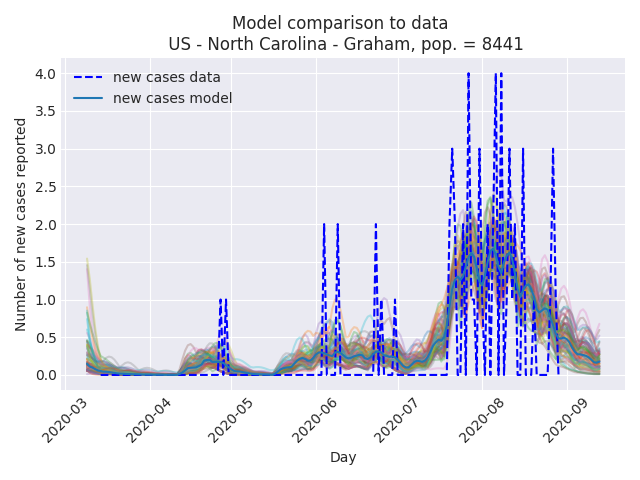 Model comparison to data
US - North Carolina - Graham, pop. = 8441
new cases data
new cases model
Number of new cases reported
4.0
3.5
3.0
2.5
2.0
1.5
1.0
0.5
0.0
2020-03
2020-04
2020-05
2020-06
2020-07
2020-08
2020-09
Day